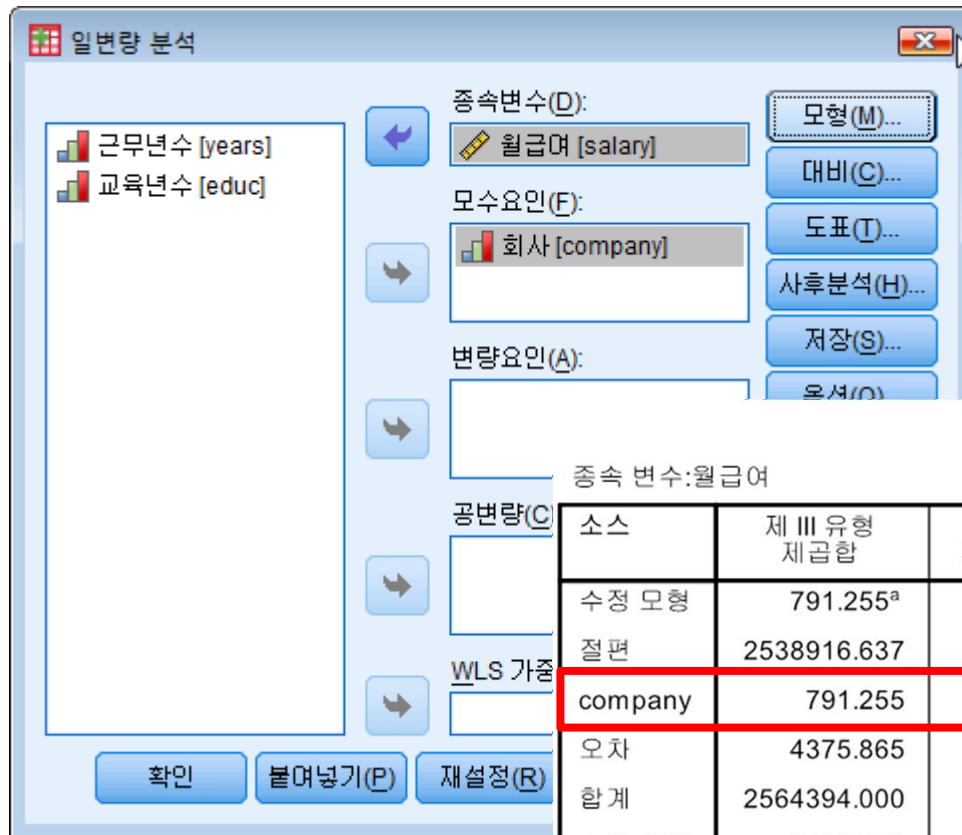 일변량 분석
근무년수 [years]
교육년수 [educ]
종속변수(D):
월급여 [salary]
모수요인(F):
회사 [company]
변량요인(A):
공변량(C)
WLS
모형(M)...
대비(C)...
도표(T)...
사후분석(H)...
저장(S)...
확인
붙여넣기(P)
재설정(R)
종속 변수:월급여
소스 제 III 유형
제곱합
수정 모형 791.255a
절편 2538916.637
company 791.255
오차 4375.865
합계 2564394.000